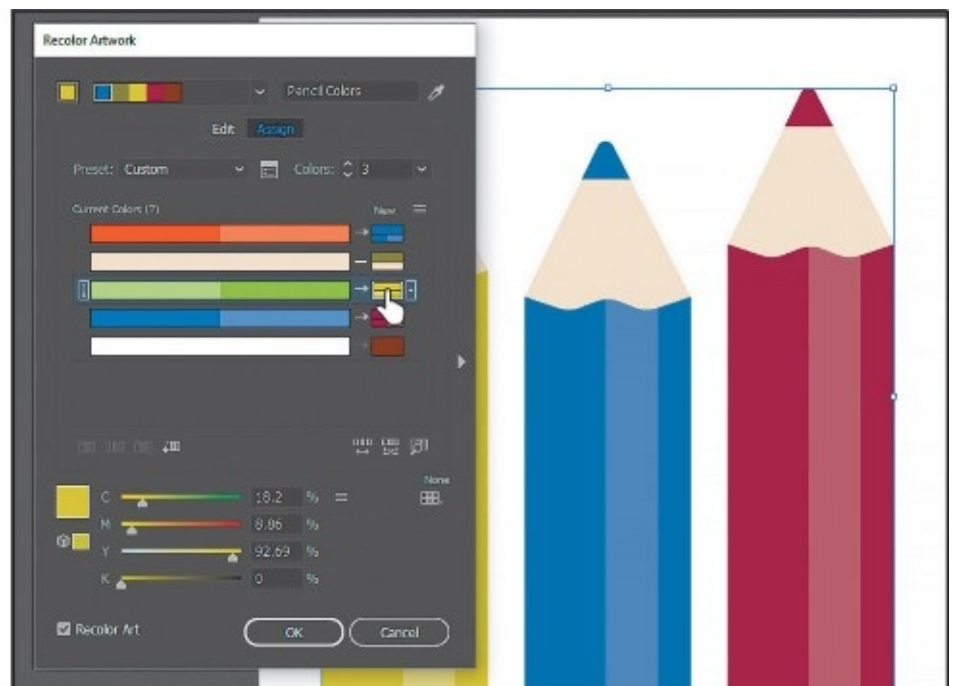 Recolor Artwork
Pencil Colors
Edit Assign
Preset: Custom Colors: 3
Current Colors (7) New
None
C 18.2 %
M 8.86 %
Y 92.69 %
K 0 %
Recolor Art OK Cancel